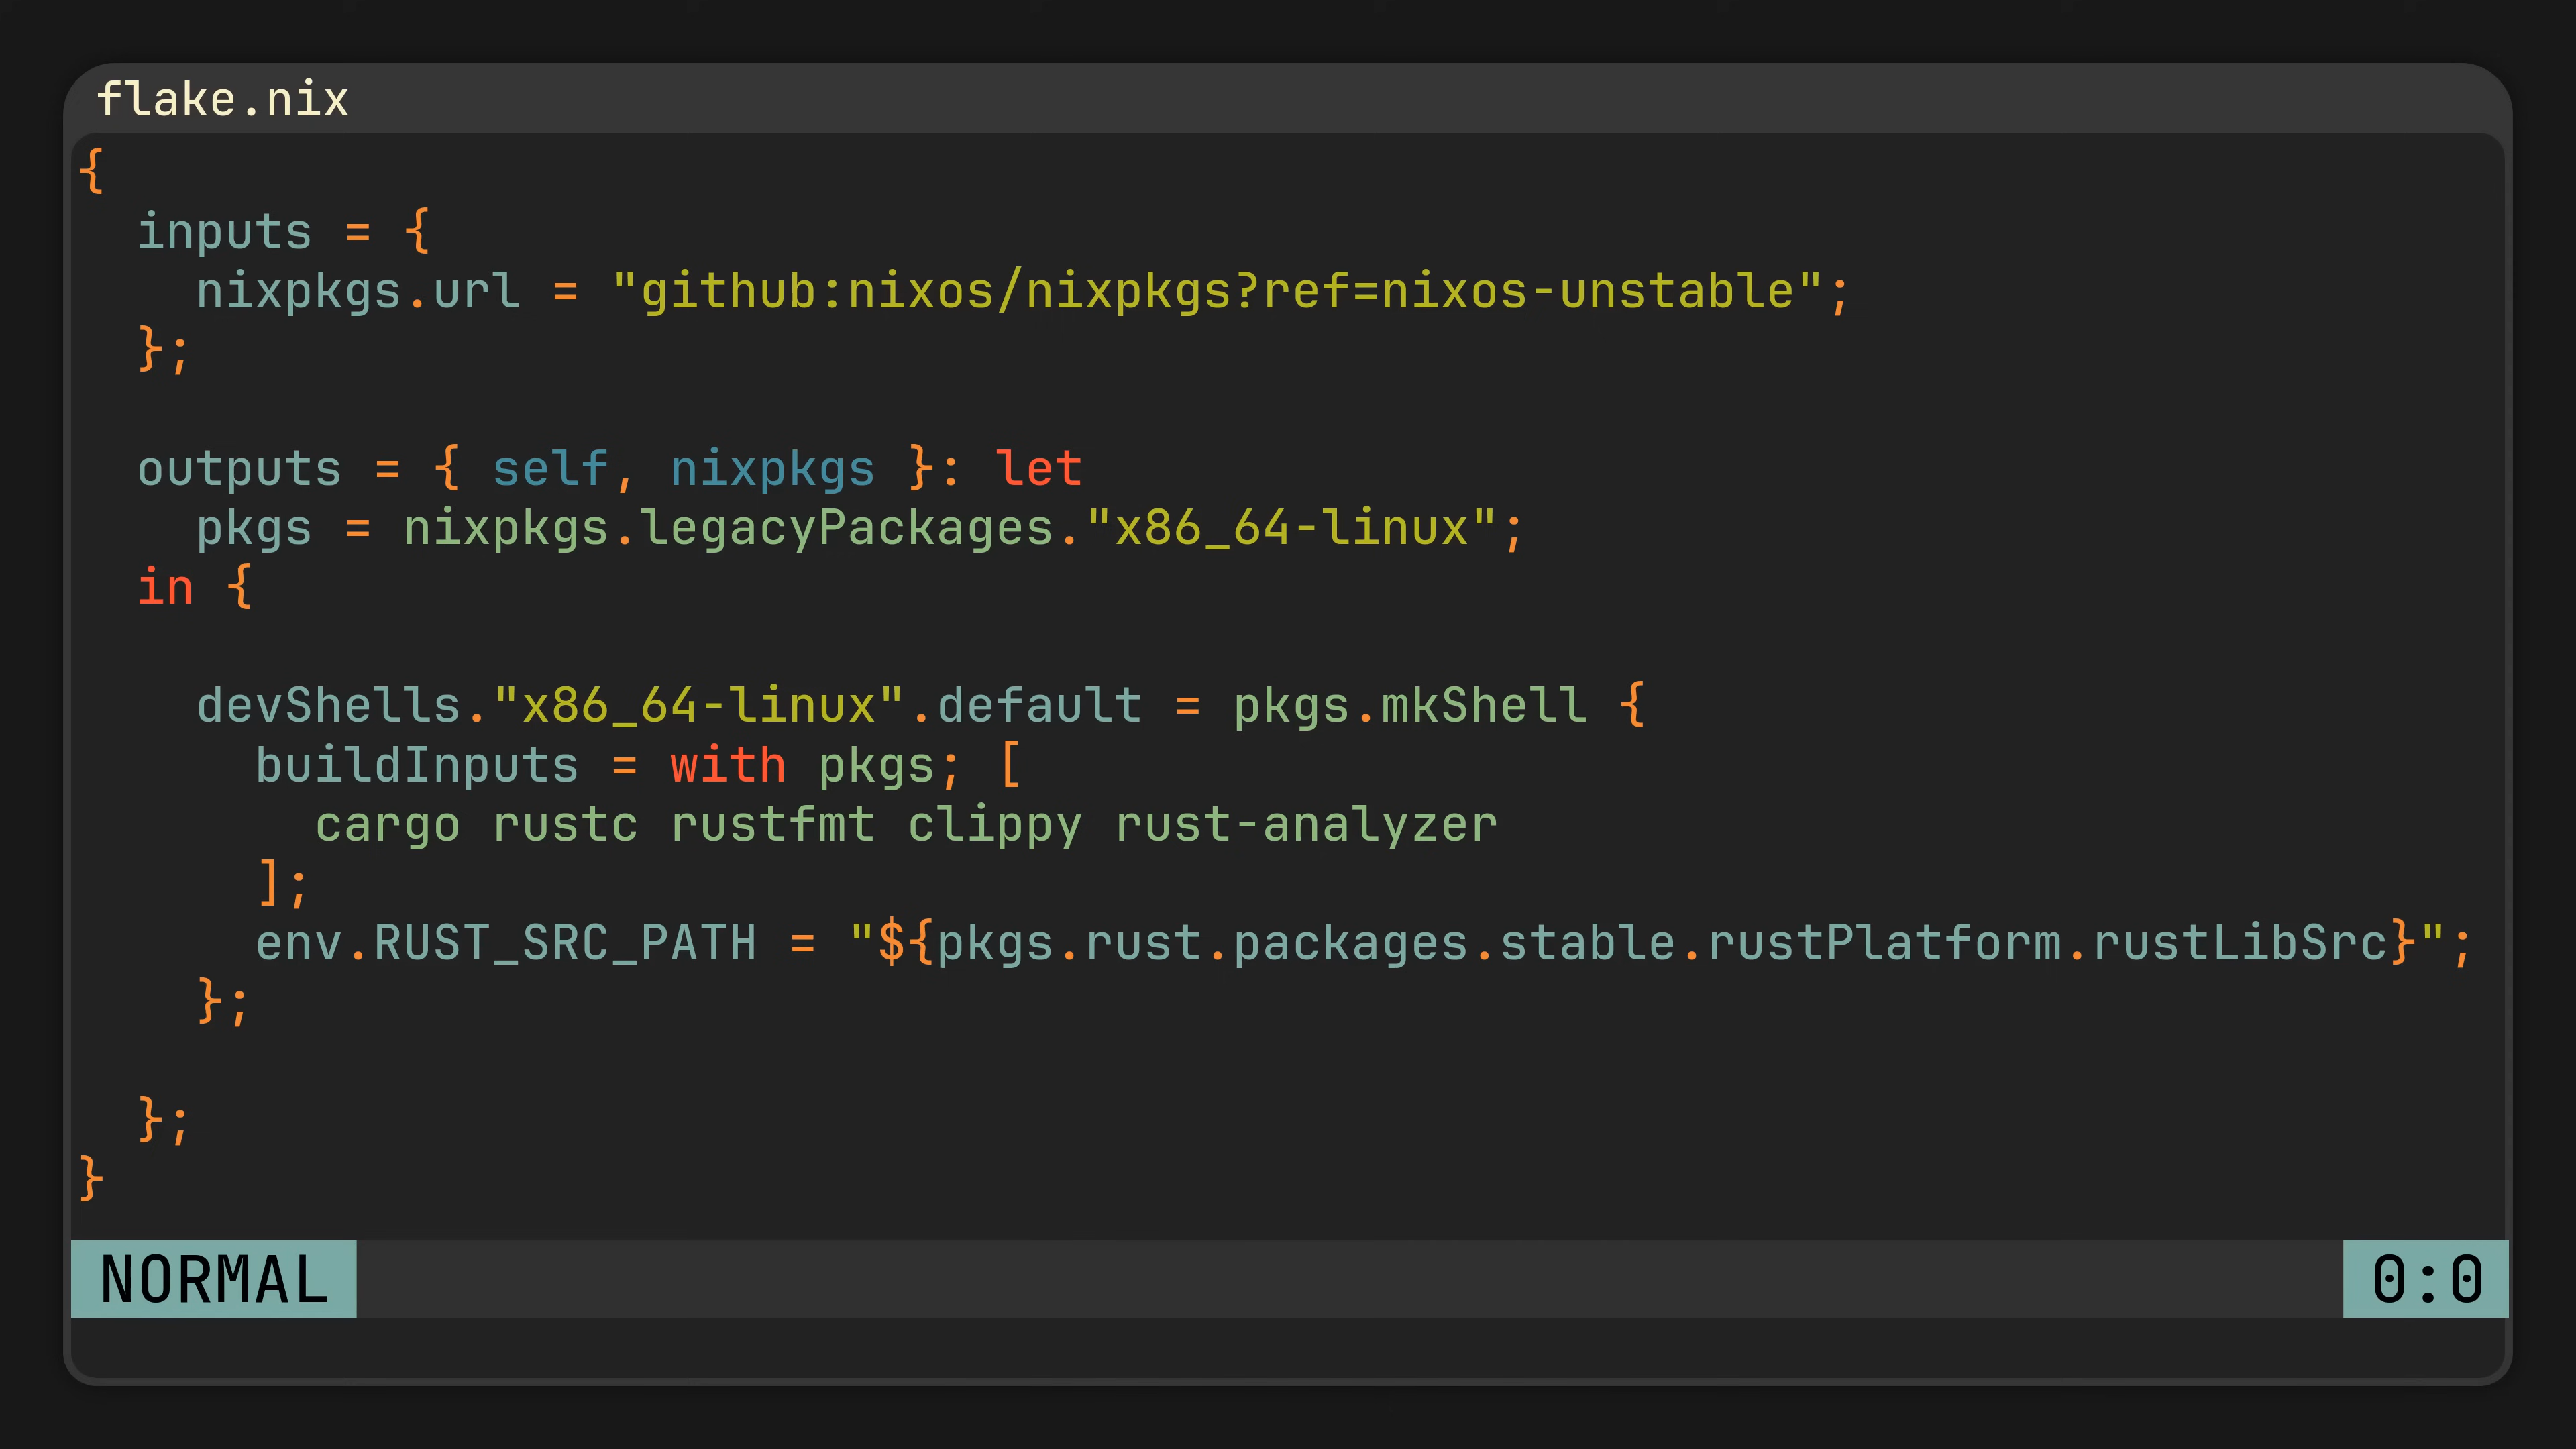 flake.nix
{
  inputs = {
    nixpkgs.url = "github:nixos/nixpkgs?ref=nixos-unstable";
  };
  outputs = { self, nixpkgs }: let
    pkgs = nixpkgs.legacyPackages."x86_64-linux";
  in {
    devShells."x86_64-linux".default = pkgs.mkShell {
      buildInputs = with pkgs; [
        cargo rustc rustfmt clippy rust-analyzer
      ];
      env.RUST_SRC_PATH = "${pkgs.rust.packages.stable.rustPlatform.rustLibSrc}";
    };
  };
}
NORMAL 0:0